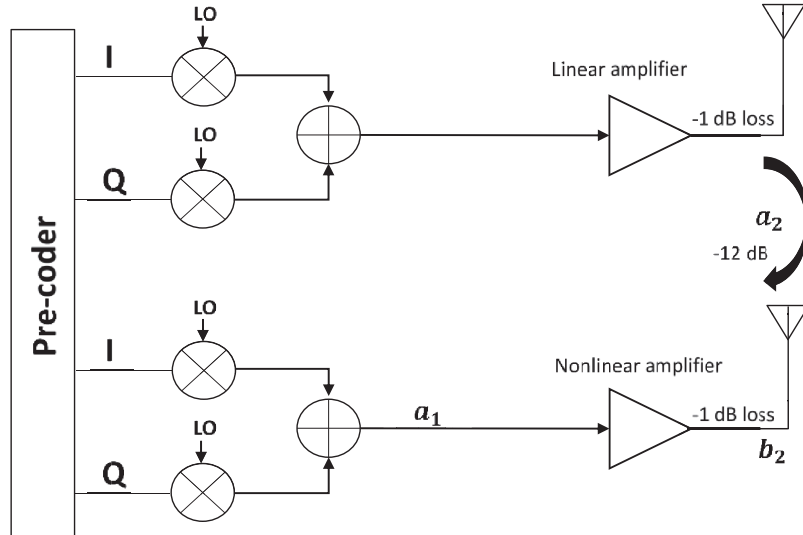 LO
I
Linear amplifier
-1 dB loss
LO
Q
a₂
-12 dB
Pre-coder
LO
I
Nonlinear amplifier
-1 dB loss
a₁
b₂
LO
Q